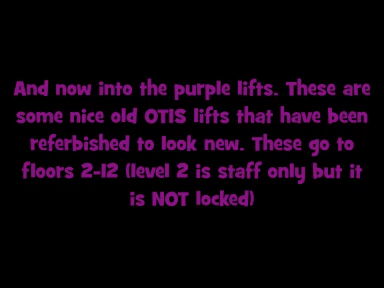 And now into the purple lifts. These are
some nice old OTIS lifts that have been
referbished to look new. These go to
floors 2-12 (level 2 is staff only but it
is NOT locked)